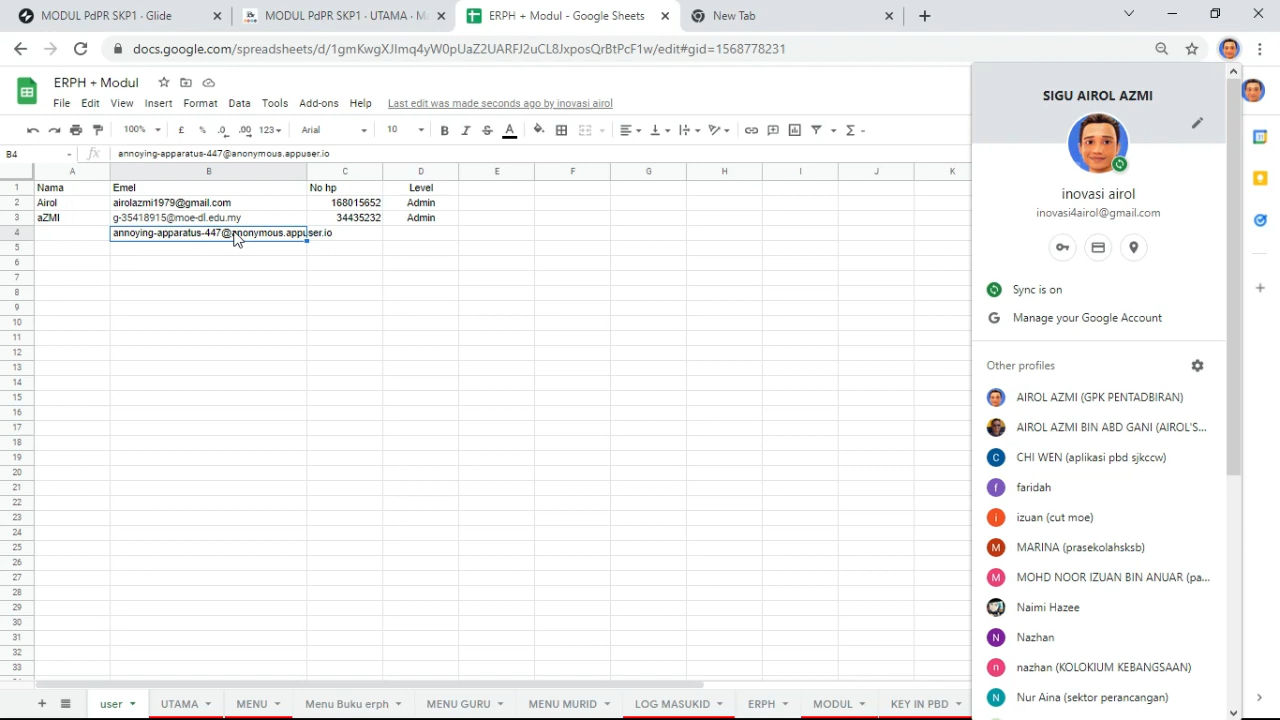 MODUL PdPR SKP1 - Glide
MODUL PdPR SKP1 - UTAMA - Ma
ERPH + Modul - Google Sheets
New Tab
docs.google.com/spreadsheets/d/1gmKwgXJImq4yW0pUaZ2UARFJ2uCL8JxposQrBtPcF1w/edit#gid=1568778231
ERPH + Modul
File Edit View Insert Format Data Tools Add-ons Help Last edit was made seconds ago by inovasi airol
100% £ % .0 .00 123 Arial 10 B I S A
B4 fx annoying-apparatus-447@anonymous.appuser.io
A B C D E F G H I J K
1 Nama Emel No hp Level
2 Airol airolazmi1979@gmail.com 168015652 Admin
3 aZMI g-35418915@moe-dl.edu.my 34435232 Admin
4 annoying-apparatus-447@anonymous.appuser.io
5
6
7
8
9
10
11
12
13
14
15
16
17
18
19
20
21
22
23
24
25
26
27
28
29
30
31
32
33
user UTAMA MENU Menu Buku erph MENU GURU MENU MURID LOG MASUKID ERPH MODUL KEY IN PBD
SIGU AIROL AZMI
inovasi airol
inovasi4airol@gmail.com
Sync is on
G Manage your Google Account
Other profiles
AIROL AZMI (GPK PENTADBIRAN)
AIROL AZMI BIN ABD GANI (AIROL'S...
C CHI WEN (aplikasi pbd sjkccw)
f faridah
i izuan (cut moe)
M MARINA (prasekolahsksb)
M MOHD NOOR IZUAN BIN ANUAR (pa...
Naimi Hazee
N Nazhan
n nazhan (KOLOKIUM KEBANGSAAN)
N Nur Aina (sektor perancangan)